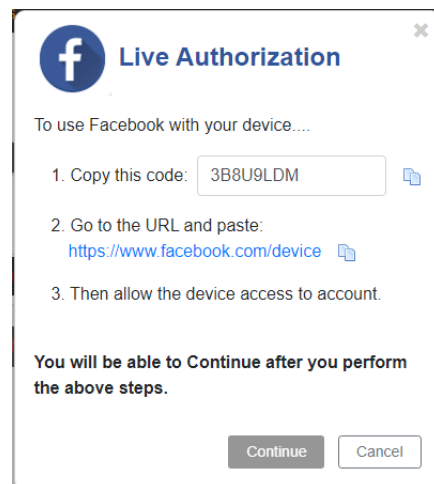 Live Authorization
To use Facebook with your device....
1. Copy this code: 3B8U9LDM
2. Go to the URL and paste:
https://www.facebook.com/device
3. Then allow the device access to account.
You will be able to Continue after you perform
the above steps.
Continue Cancel